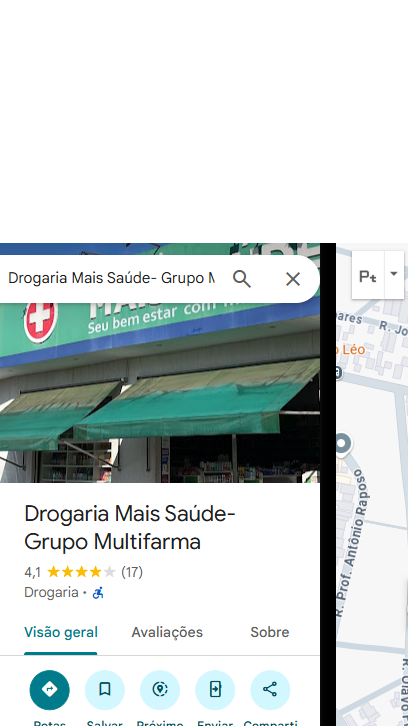 Drogaria Mais Saúde- Grupo M
Seu bem estar com
Drogaria Mais Saúde-
Grupo Multifarma
4,1 (17)
Drogaria
Visão geral Avaliações Sobre
Rotas Salvar Próximo Enviar Comparti
ares R. Jo
o Léo
R. Prof. Antônio Raposo
R. Olavo